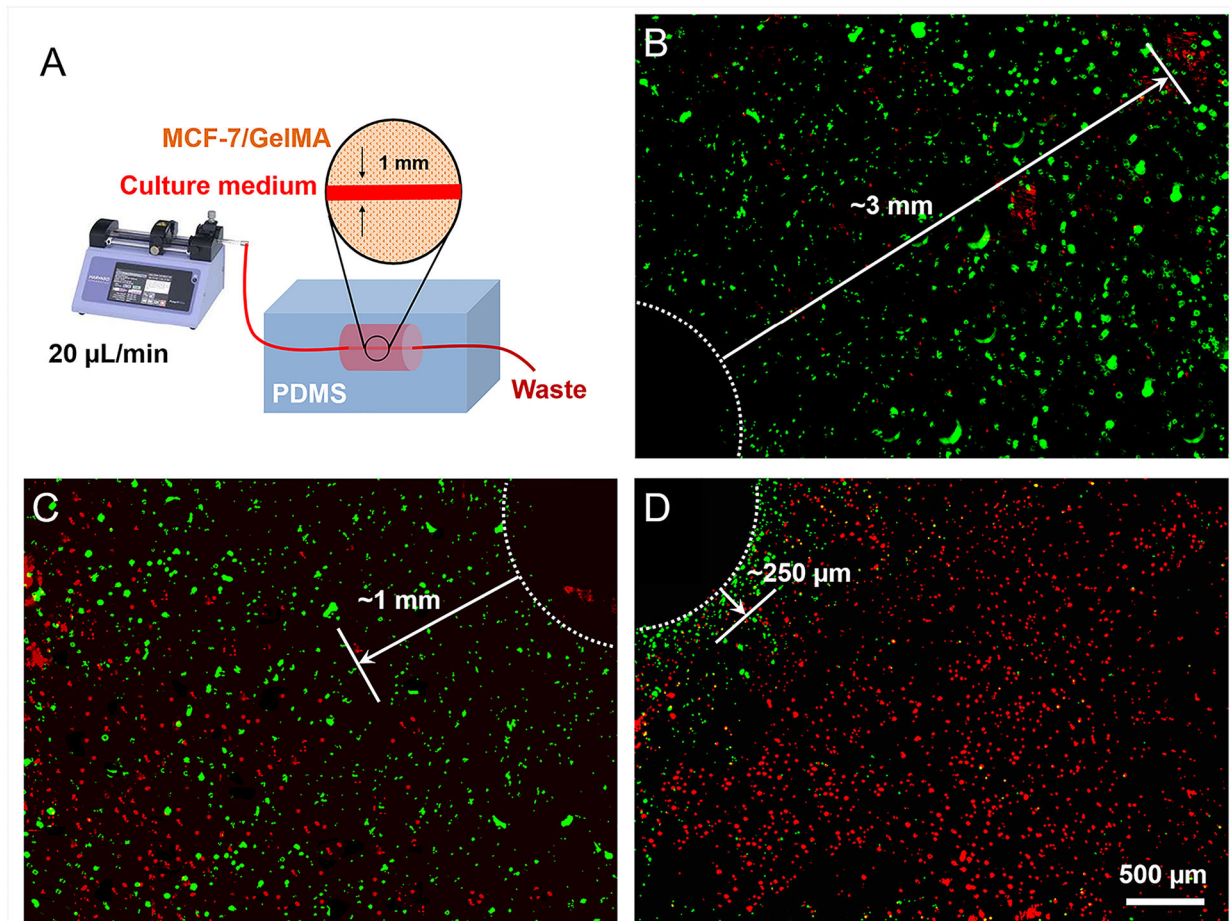 A
MCF-7/GelMA
1 mm
Culture medium
20 µL/min
PDMS
Waste
B
~3 mm
C
~1 mm
D
~250 µm
500 µm